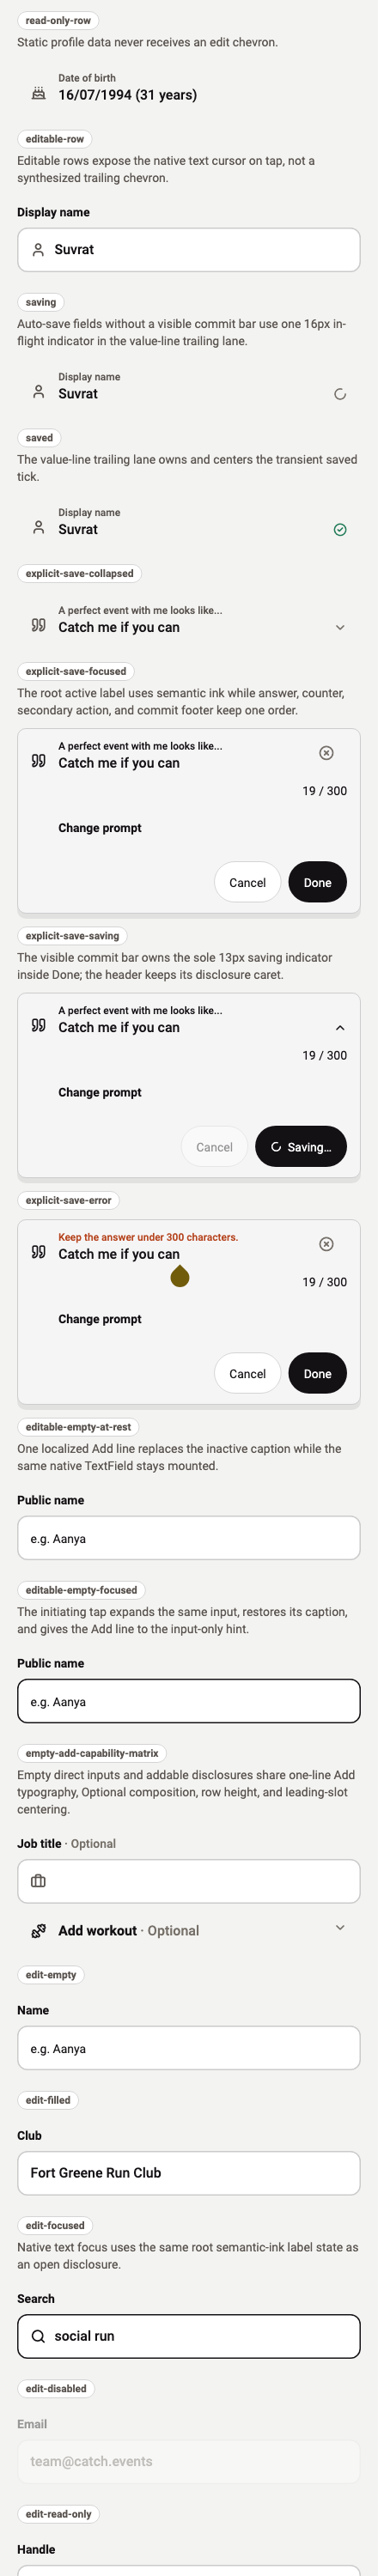 read-only-row
Static profile data never receives an edit chevron.
Date of birth
16/07/1994 (31 years)
editable-row
Editable rows expose the native text cursor on tap, not a
synthesized trailing chevron.
Display name
Suvrat
saving
Auto-save fields without a visible commit bar use one 16px in-
flight indicator in the value-line trailing lane.
Display name
Suvrat
saved
The value-line trailing lane owns and centers the transient saved
tick.
Display name
Suvrat
explicit-save-collapsed
A perfect event with me looks like...
Catch me if you can
explicit-save-focused
The root active label uses semantic ink while answer, counter,
secondary action, and commit footer keep one order.
A perfect event with me looks like...
Catch me if you can
19 / 300
Change prompt
Cancel Done
explicit-save-saving
The visible commit bar owns the sole 13px saving indicator
inside Done; the header keeps its disclosure caret.
A perfect event with me looks like...
Catch me if you can
19 / 300
Change prompt
Cancel Saving...
explicit-save-error
Keep the answer under 300 characters.
Catch me if you can
19 / 300
Change prompt
Cancel Done
editable-empty-at-rest
One localized Add line replaces the inactive caption while the
same native TextField stays mounted.
Public name
e.g. Aanya
editable-empty-focused
The initiating tap expands the same input, restores its caption,
and gives the Add line to the input-only hint.
Public name
e.g. Aanya
empty-add-capability-matrix
Empty direct inputs and addable disclosures share one-line Add
typography, Optional composition, row height, and leading-slot
centering.
Job title · Optional
Add workout · Optional
edit-empty
Name
e.g. Aanya
edit-filled
Club
Fort Greene Run Club
edit-focused
Native text focus uses the same root semantic-ink label state as
an open disclosure.
Search
social run
edit-disabled
Email
team@catch.events
edit-read-only
Handle